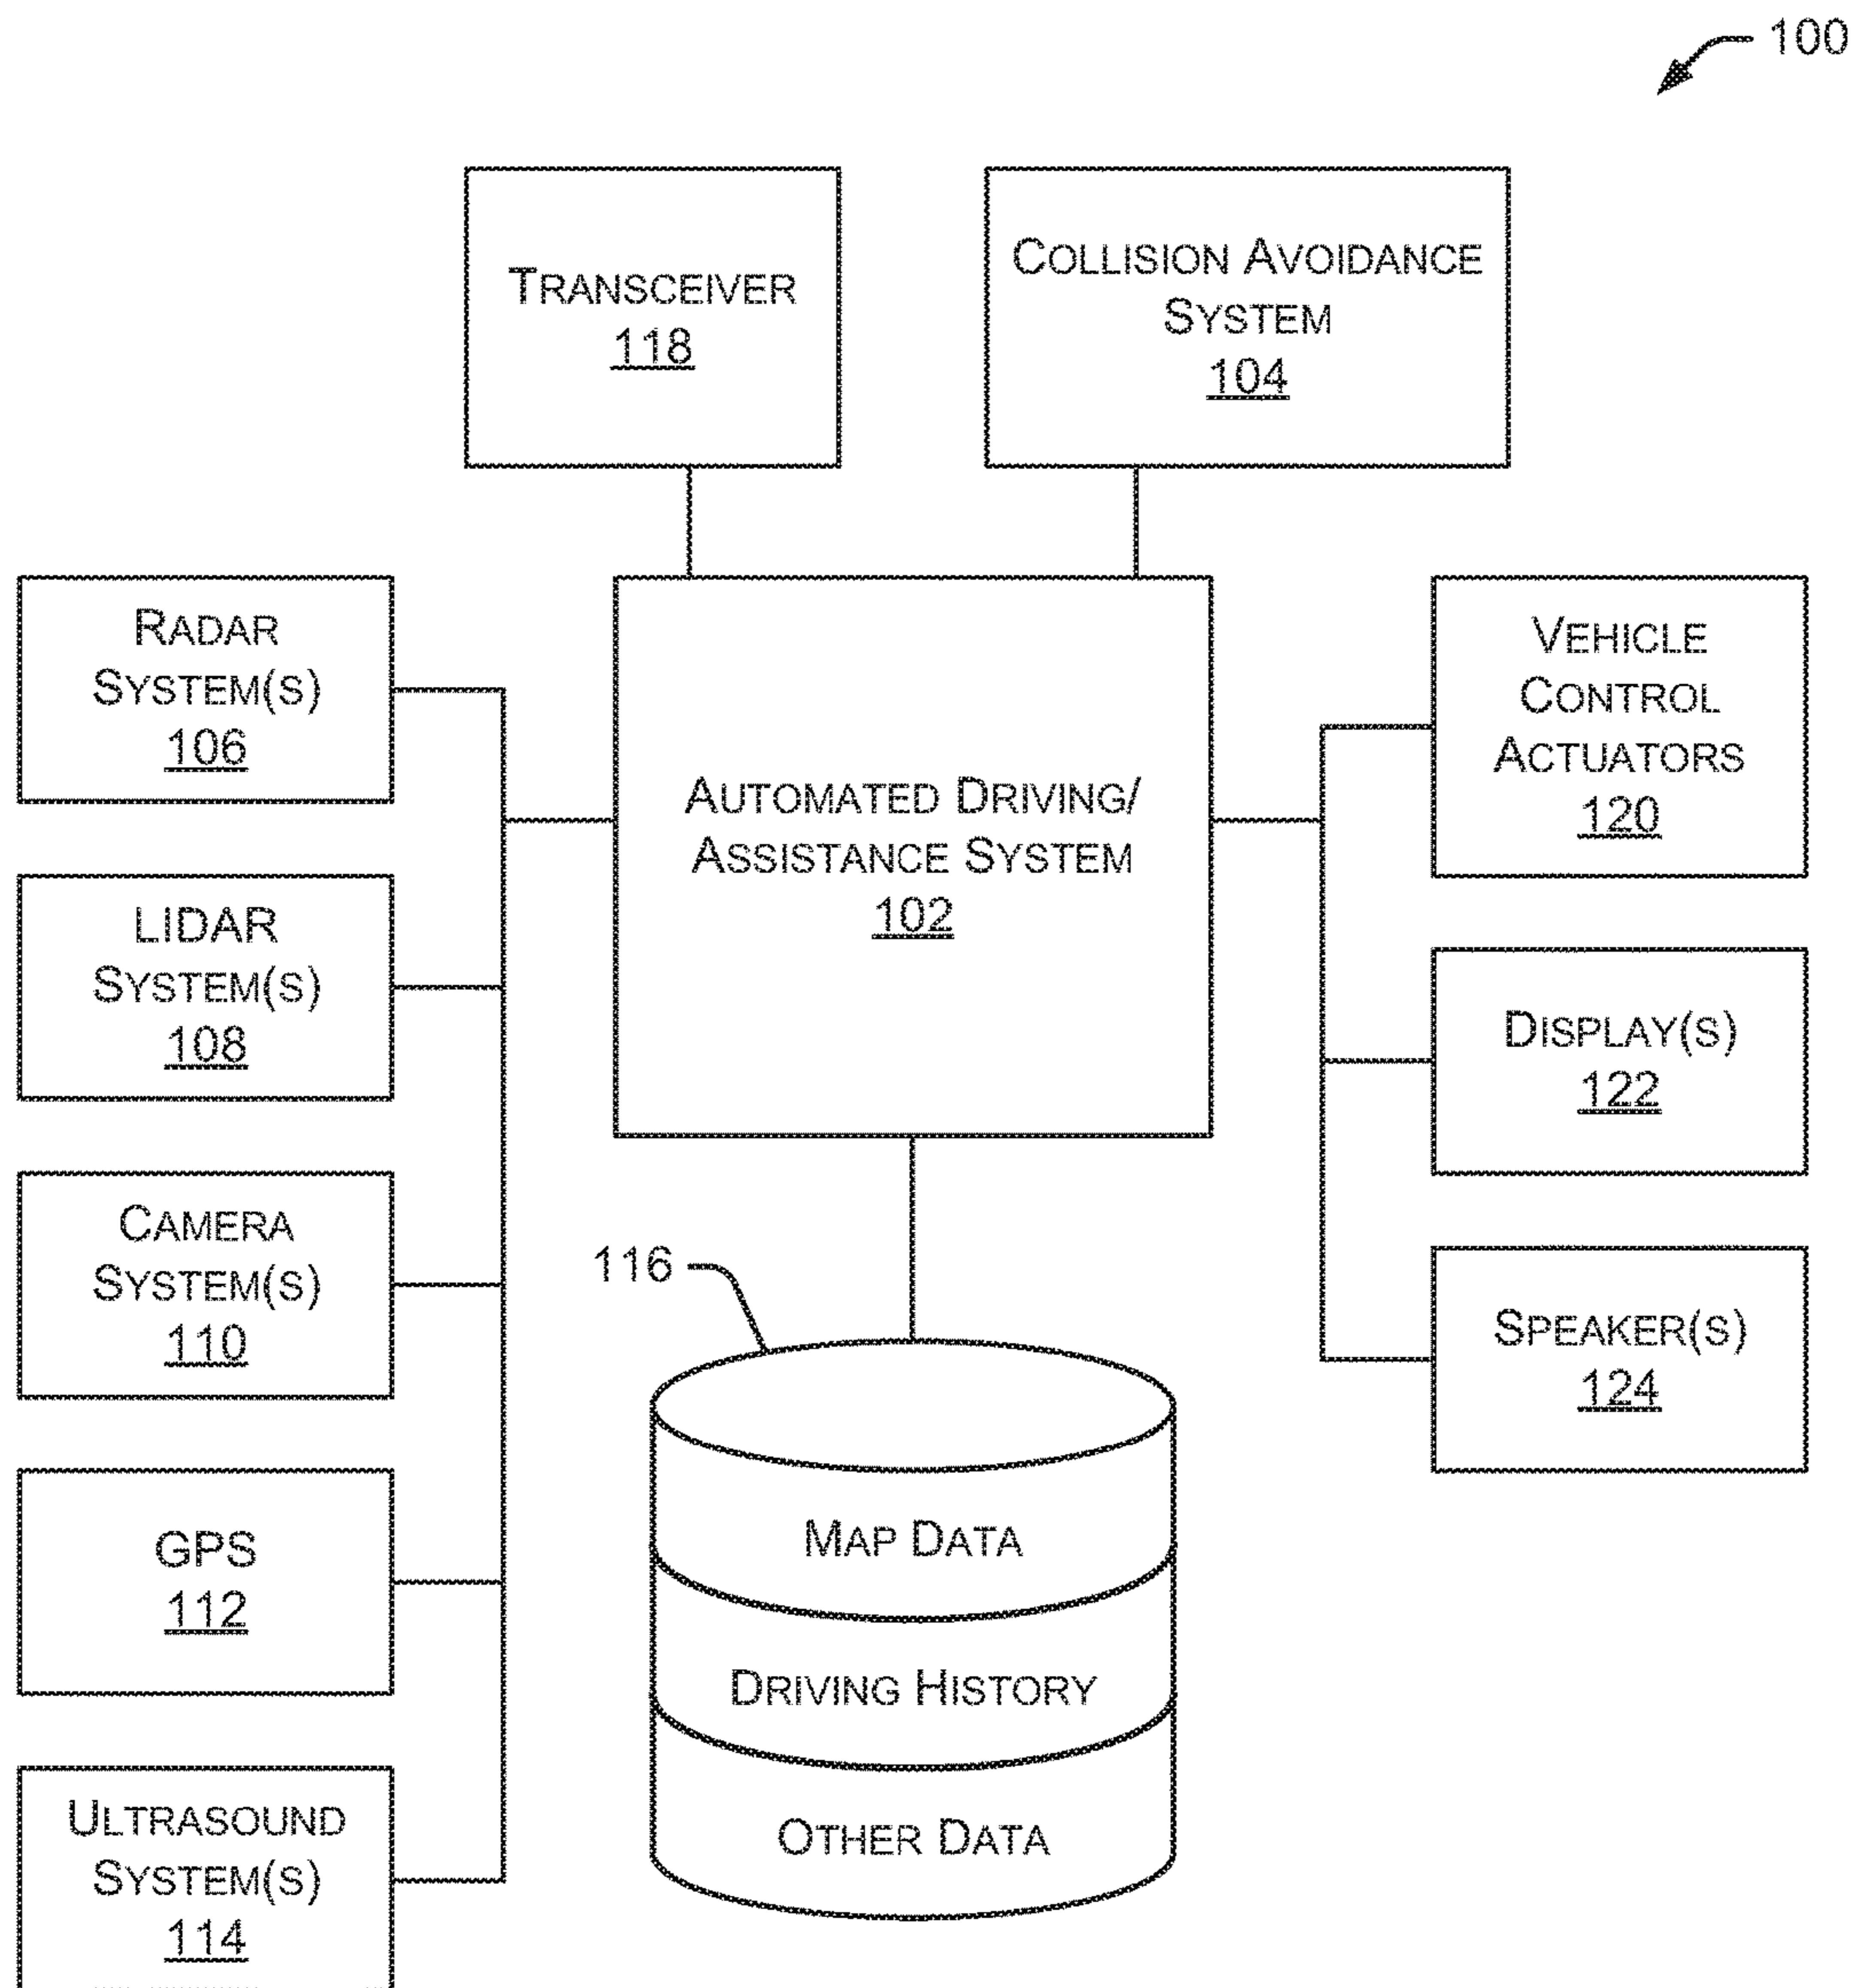 100
TRANSCEIVER
118
COLLISION AVOIDANCE
SYSTEM
104
RADAR
SYSTEM(S)
106
LIDAR
SYSTEM(S)
108
CAMERA
SYSTEM(S)
110
GPS
112
ULTRASOUND
SYSTEM(S)
114
AUTOMATED DRIVING/
ASSISTANCE SYSTEM
102
116
MAP DATA
DRIVING HISTORY
OTHER DATA
VEHICLE
CONTROL
ACTUATORS
120
DISPLAY(S)
122
SPEAKER(S)
124